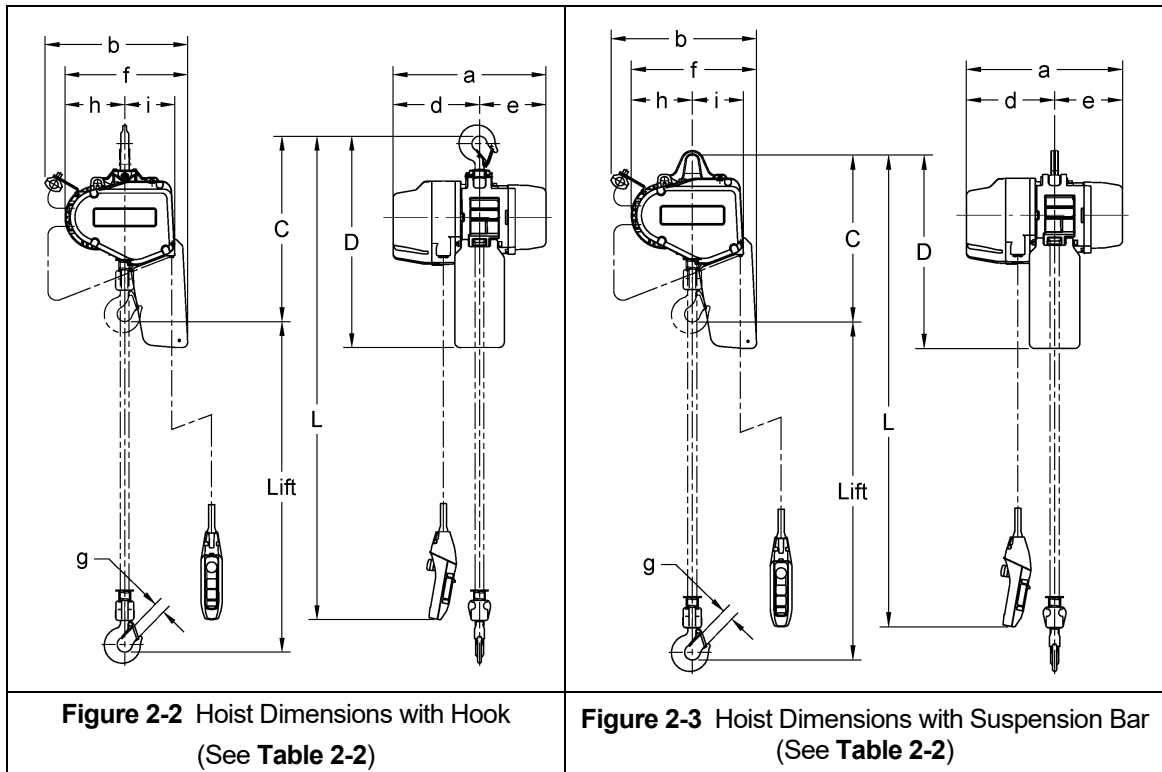 b
f
h i
a
d e
C
D
L
Lift
g
Figure 2-2 Hoist Dimensions with Hook
(See Table 2-2)
b
f
h i
a
d e
C
D
L
Lift
g
Figure 2-3 Hoist Dimensions with Suspension Bar
(See Table 2-2)